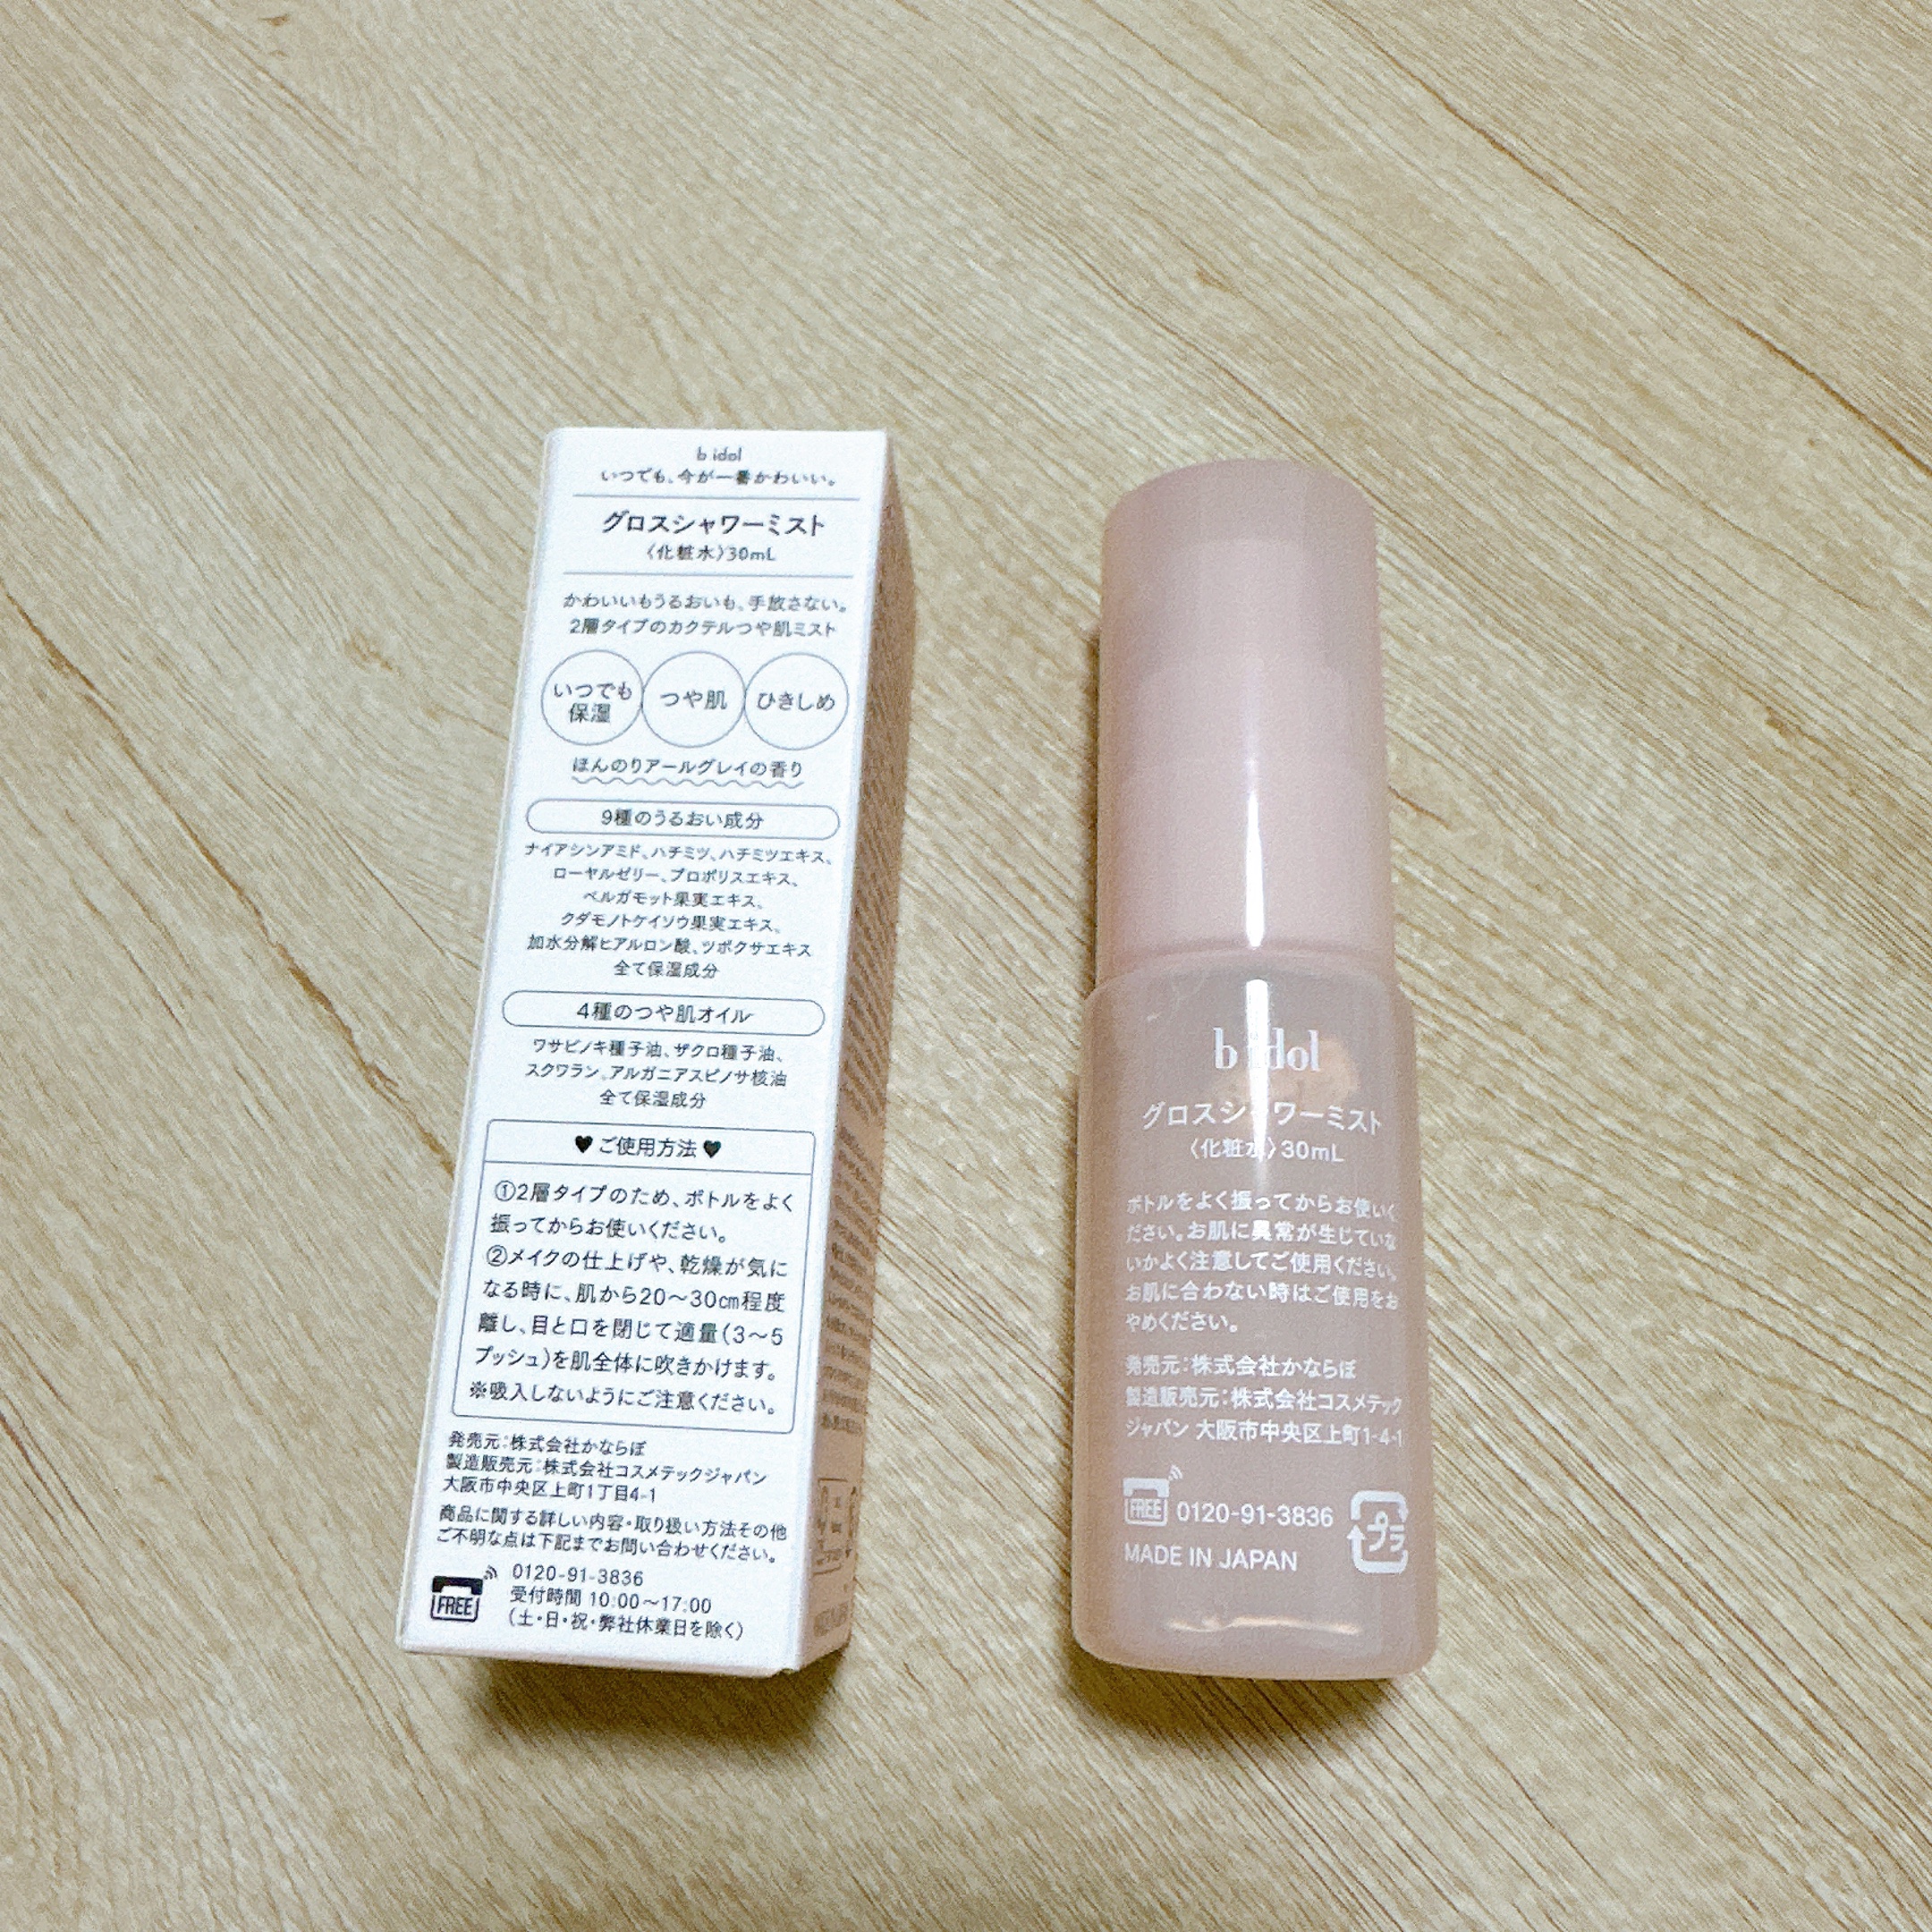 b idol
いつでも、今が一番かわいい。
グロスシャワーミスト
〈化粧水〉30mL
かわいいもうるおいも、手放さない。
2層タイプのカクテルつや肌ミスト
いつでも
保湿
つや肌
ひきしめ
ほんのりアールグレイの香り
9種のうるおい成分
ナイアシンアミド、ハチミツ、ハチミツエキス、
ローヤルゼリー、プロポリスエキス、
ベルガモット果実エキス、
クダモノトケイソウ果実エキス、
加水分解ヒアルロン酸、ツボクサエキス
全て保湿成分
4種のつや肌オイル
ワサビノキ種子油、ザクロ種子油、
スクワラン、アルガニアスピノサ核油
全て保湿成分
♥ ご使用方法 ♥
①2層タイプのため、ボトルをよく
振ってからお使いください。
②メイクの仕上げや、乾燥が気に
なる時に、肌から20〜30cm程度
離し、目と口を閉じて適量(3〜5
プッシュ)を肌全体に吹きかけます。
※吸入しないようにご注意ください。
発売元:株式会社かならぼ
製造販売元:株式会社コスメテックジャパン
大阪市中央区上町1丁目4-1
商品に関する詳しい内容・取り扱い方法その他
ご不明な点は下記までお問い合わせください。
FREE 0120-91-3836
受付時間 10:00〜17:00
(土・日・祝・弊社休業日を除く)
b idol
グロスシャワーミスト
〈化粧水〉30mL
ボトルをよく振ってからお使いく
ださい。お肌に異常が生じていな
いかよく注意してご使用ください。
お肌に合わない時はご使用をお
やめください。
発売元:株式会社かならぼ
製造販売元:株式会社コスメテック
ジャパン 大阪市中央区上町1-4-1
FREE 0120-91-3836
プラ
MADE IN JAPAN